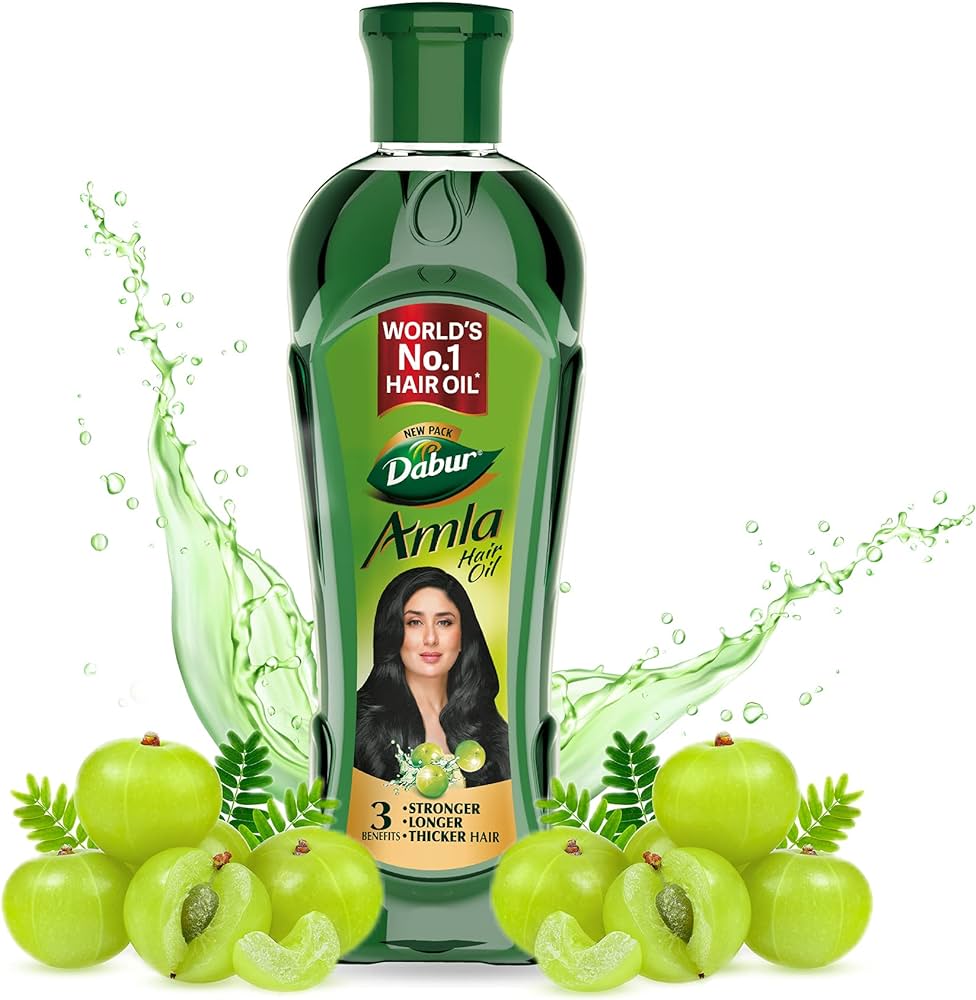 WORLD'S
No.1
HAIR OIL*
NEW PACK
Dabur©
Amla
Hair
Oil
3
BENEFITS
•STRONGER
•LONGER
•THICKER HAIR